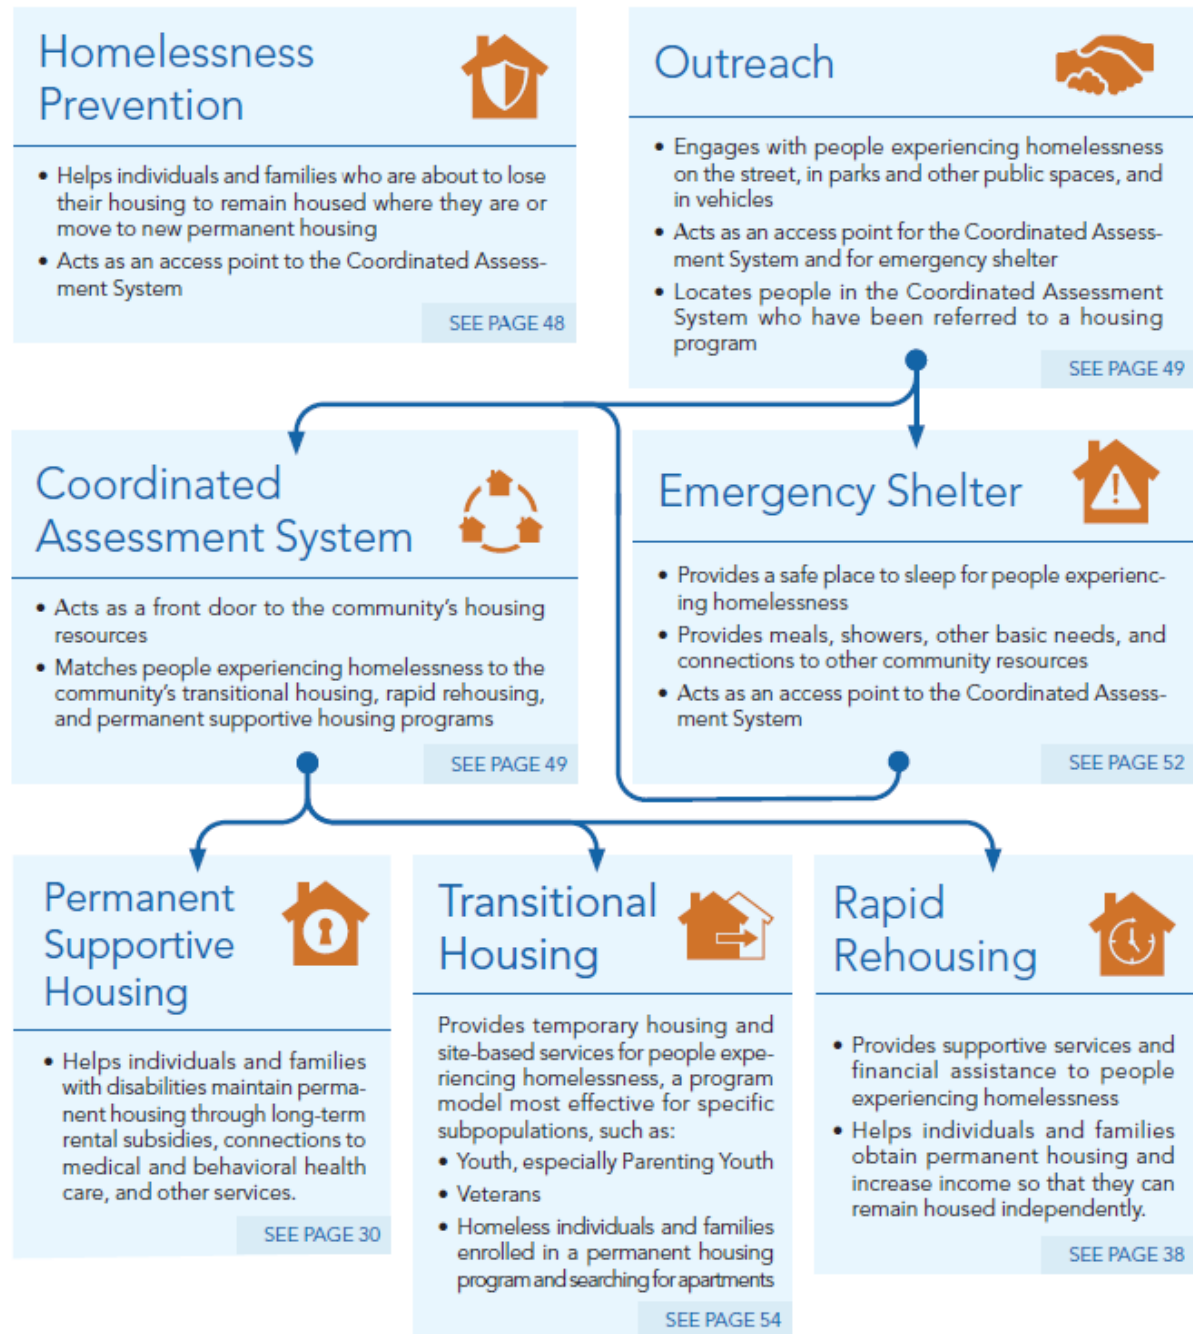 Homelessness
Prevention
• Helps individuals and families who are about to lose
their housing to remain housed where they are or
move to new permanent housing
• Acts as an access point to the Coordinated Assess-
ment System
SEE PAGE 48
Outreach
• Engages with people experiencing homelessness
on the street, in parks and other public spaces, and
in vehicles
• Acts as an access point for the Coordinated Assess-
ment System and for emergency shelter
• Locates people in the Coordinated Assessment
System who have been referred to a housing
program
SEE PAGE 49
Coordinated
Assessment System
• Acts as a front door to the community's housing
resources
• Matches people experiencing homelessness to the
community's transitional housing, rapid rehousing,
and permanent supportive housing programs
SEE PAGE 49
Emergency Shelter
• Provides a safe place to sleep for people experienc-
ing homelessness
• Provides meals, showers, other basic needs, and
connections to other community resources
• Acts as an access point to the Coordinated Assess-
ment System
SEE PAGE 52
Permanent
Supportive
Housing
• Helps individuals and families
with disabilities maintain perma-
nent housing through long-term
rental subsidies, connections to
medical and behavioral health
care, and other services.
SEE PAGE 30
Transitional
Housing
Provides temporary housing and
site-based services for people expe-
riencing homelessness, a program
model most effective for specific
subpopulations, such as:
• Youth, especially Parenting Youth
• Veterans
• Homeless individuals and families
enrolled in a permanent housing
program and searching for apartments
SEE PAGE 54
Rapid
Rehousing
• Provides supportive services and
financial assistance to people
experiencing homelessness
• Helps individuals and families
obtain permanent housing and
increase income so that they can
remain housed independently.
SEE PAGE 38